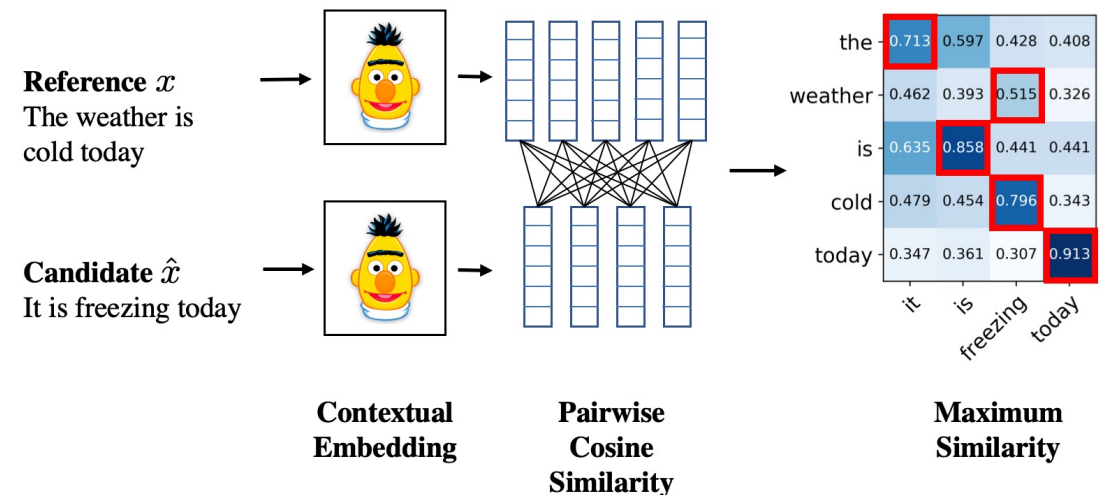 Reference x
The weather is
cold today
Candidate x̂
It is freezing today
Contextual
Embedding
Pairwise
Cosine
Similarity
the 0.713 0.597 0.428 0.408
weather 0.462 0.393 0.515 0.326
is 0.635 0.858 0.441 0.441
cold 0.479 0.454 0.796 0.343
today 0.347 0.361 0.307 0.913
it is freezing today
Maximum
Similarity